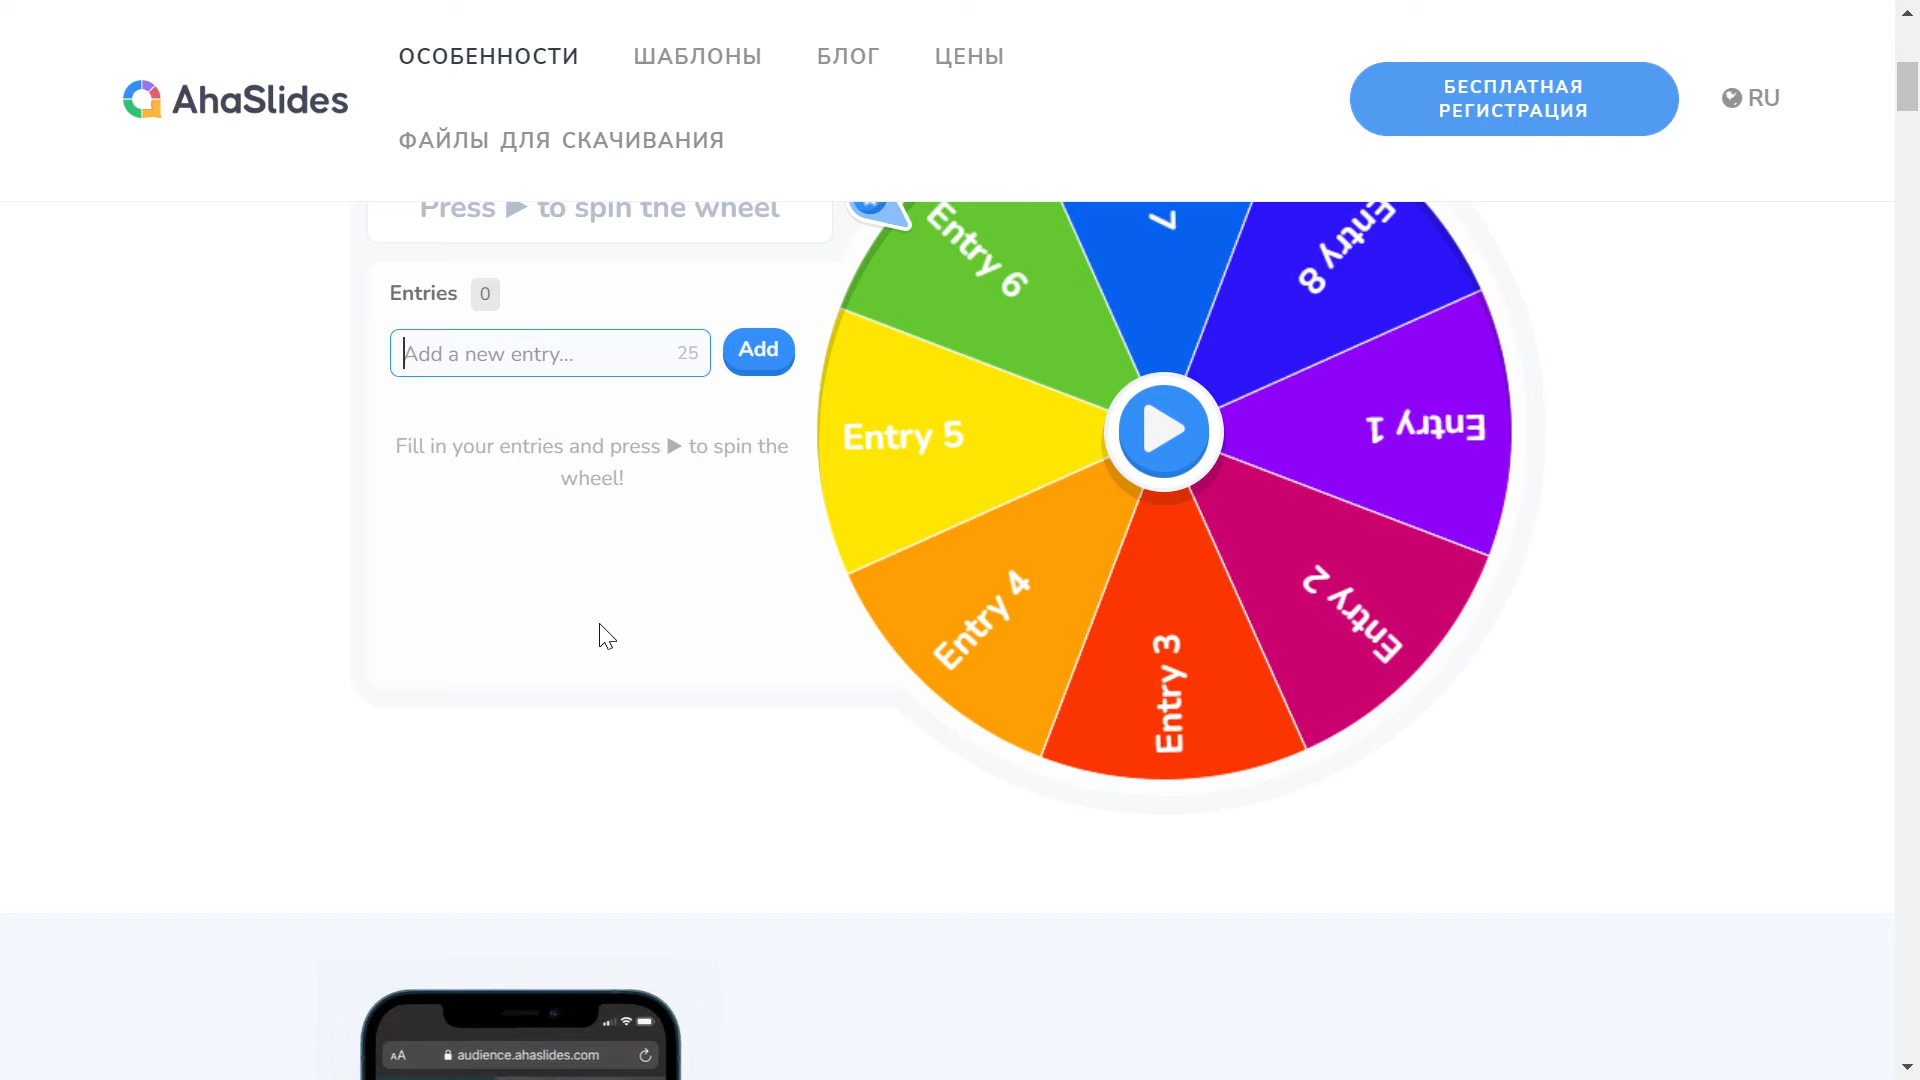 ОСОБЕННОСТИ ШАБЛОНЫ БЛОГ ЦЕНЫ
ФАЙЛЫ ДЛЯ СКАЧИВАНИЯ
AhaSlides
БЕСПЛАТНАЯ
РЕГИСТРАЦИЯ
RU
Press ▶ to spin the wheel
Entries 0
Add a new entry... 25
Add
Fill in your entries and press ▶ to spin the
wheel!
Entry 6
7
Entry 8
Entry 5
Entry 1
Entry 4
Entry 3
Entry 2
AA audience.ahaslides.com